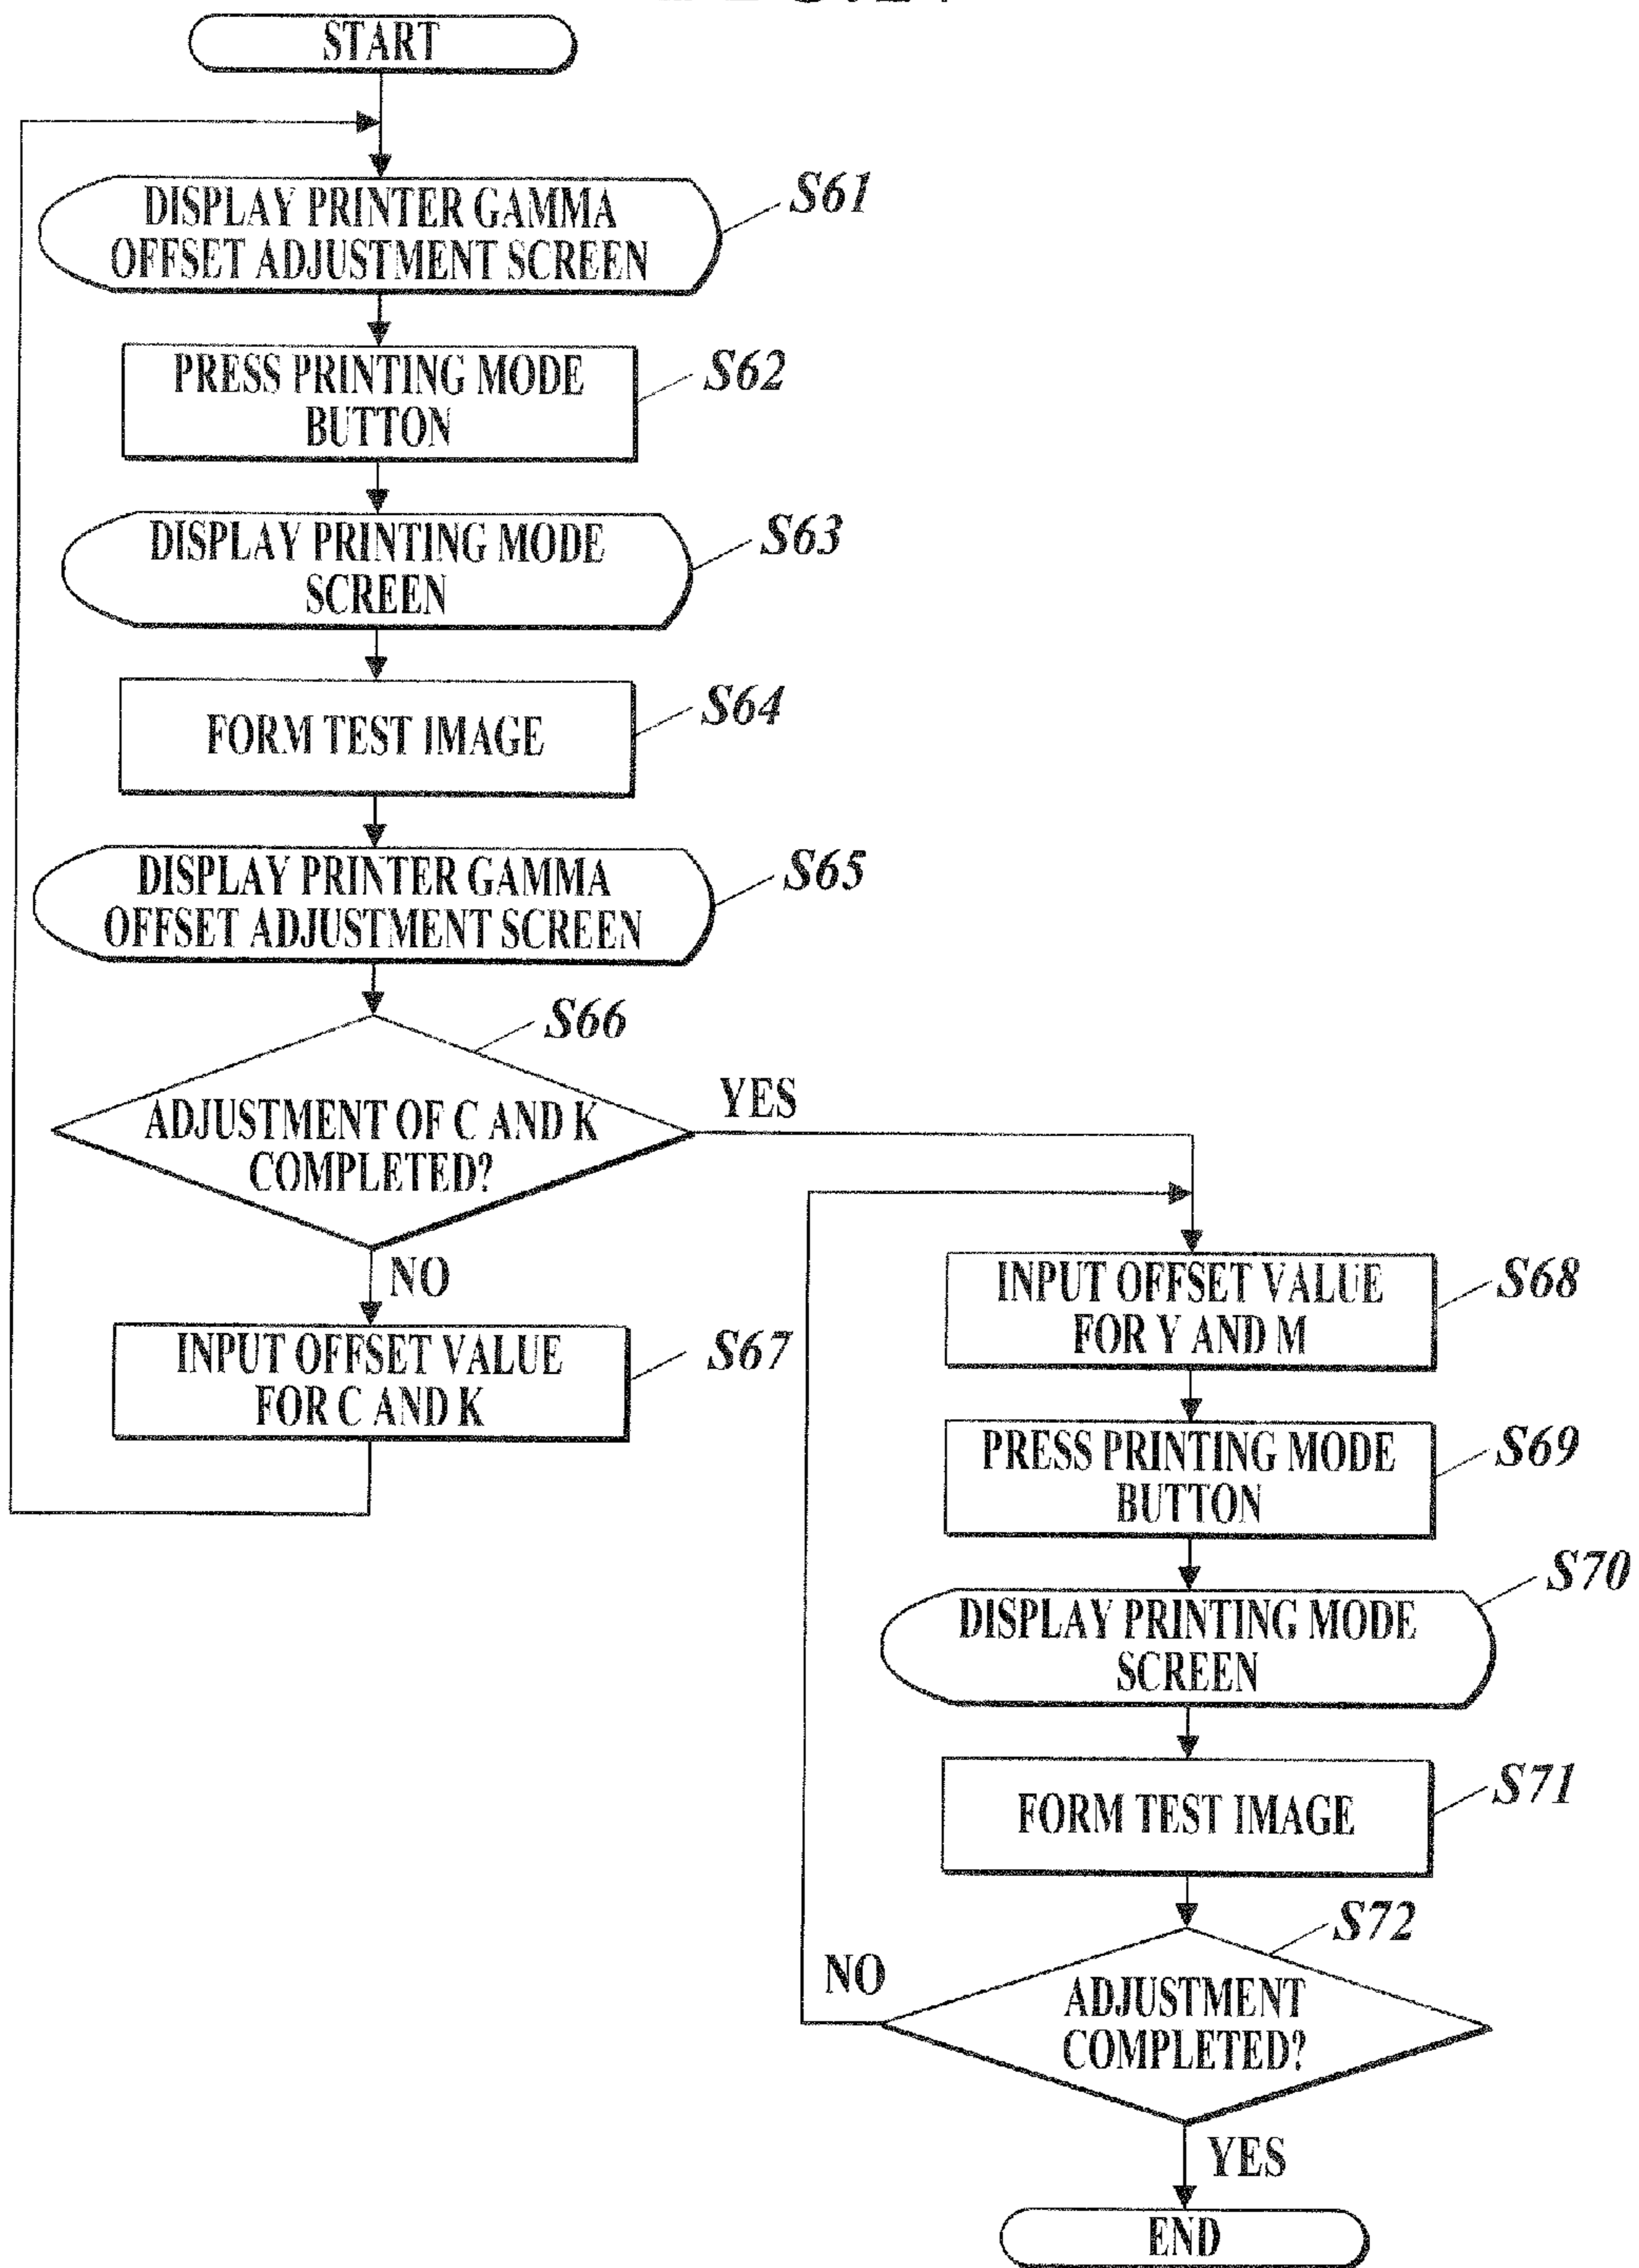 START
DISPLAY PRINTER GAMMA
OFFSET ADJUSTMENT SCREEN
S61
PRESS PRINTING MODE
BUTTON
S62
DISPLAY PRINTING MODE
SCREEN
S63
FORM TEST IMAGE
S64
DISPLAY PRINTER GAMMA
OFFSET ADJUSTMENT SCREEN
S65
S66
ADJUSTMENT OF C AND K
COMPLETED?
YES
NO
INPUT OFFSET VALUE
FOR C AND K
S67
INPUT OFFSET VALUE
FOR Y AND M
S68
PRESS PRINTING MODE
BUTTON
S69
DISPLAY PRINTING MODE
SCREEN
S70
FORM TEST IMAGE
S71
S72
ADJUSTMENT
COMPLETED?
NO
YES
END